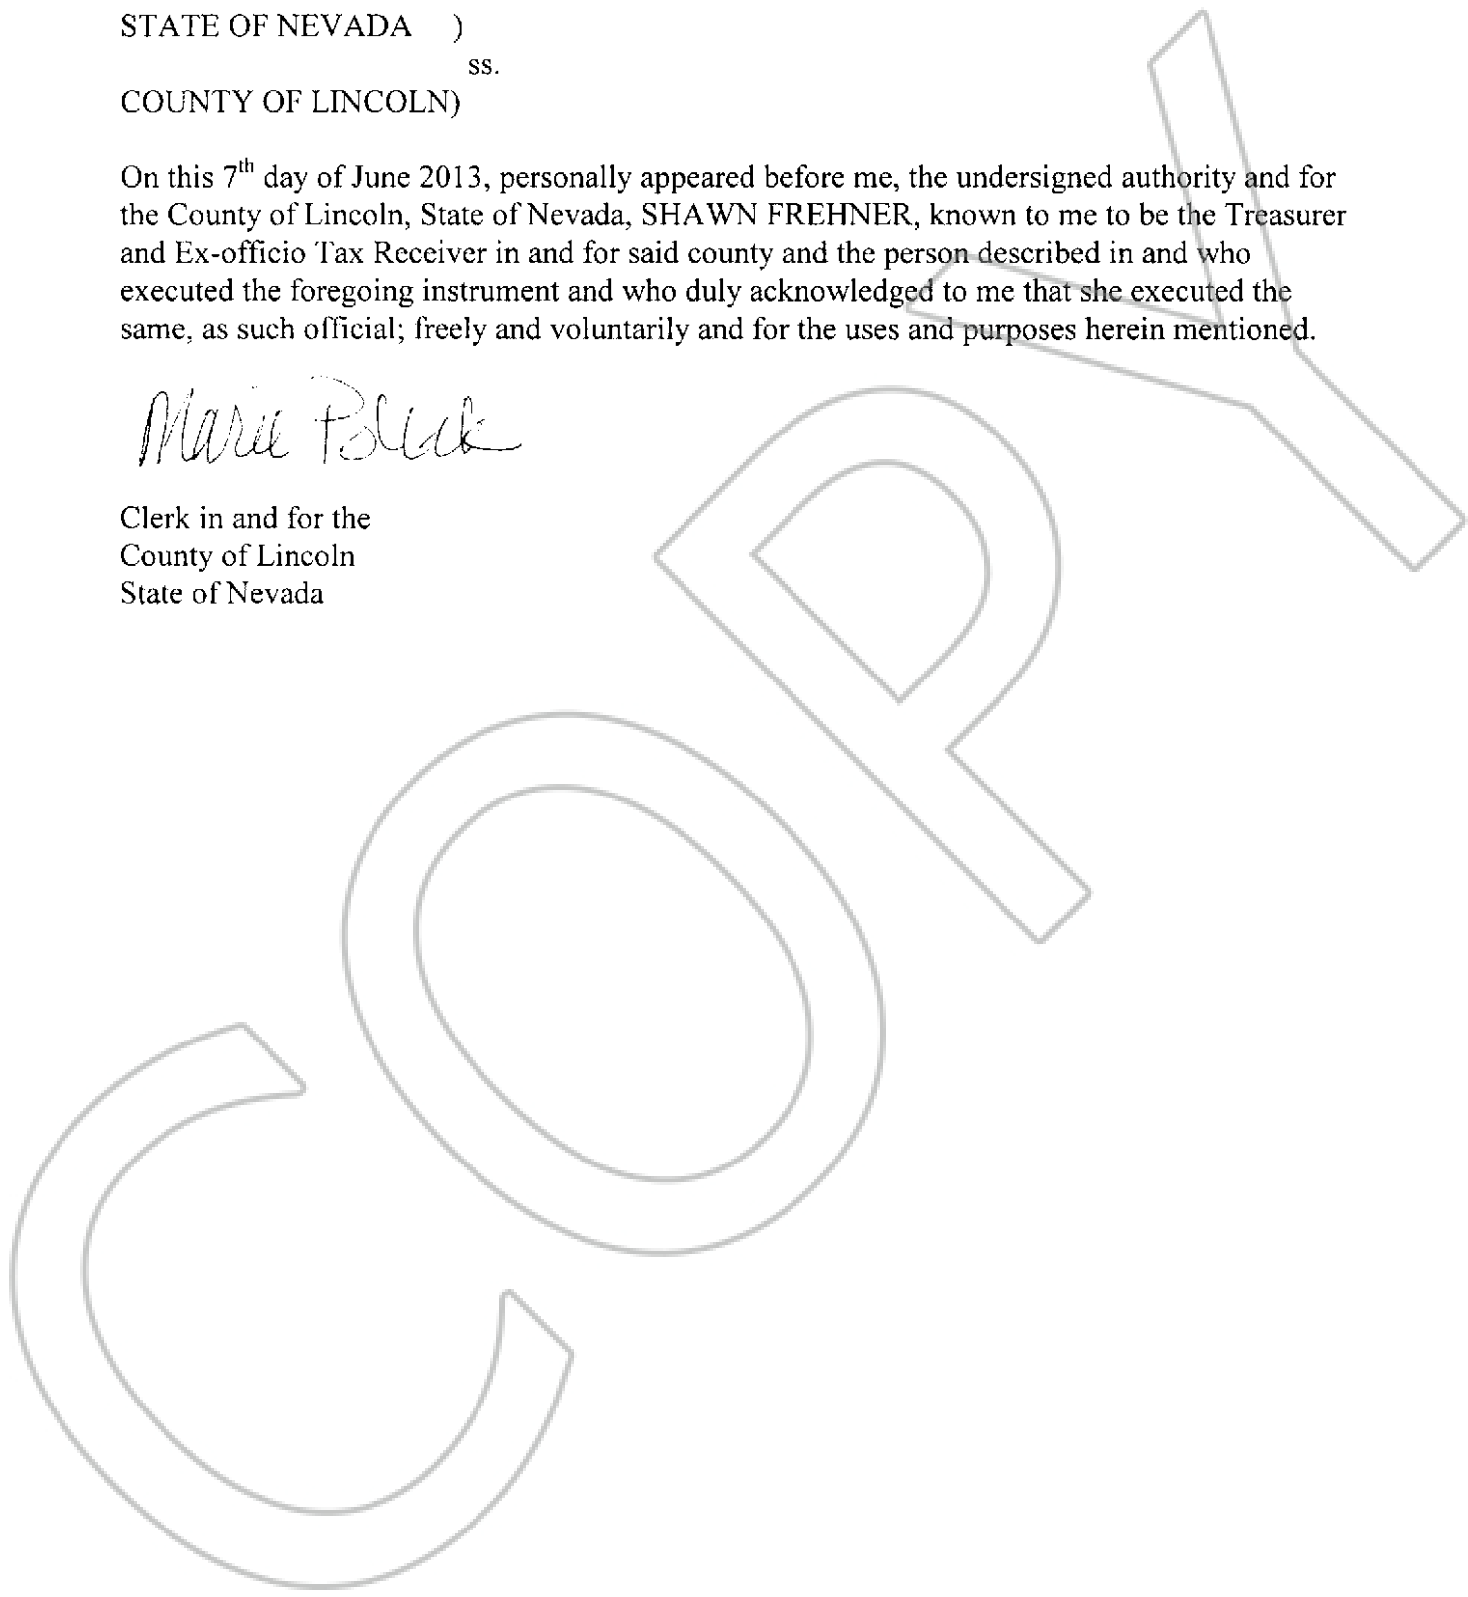 STATE OF NEVADA )
ss.
COUNTY OF LINCOLN)
On this 7th day of June 2013, personally appeared before me, the undersigned authority and for
the County of Lincoln, State of Nevada, SHAWN FREHNER, known to me to be the Treasurer
and Ex-officio Tax Receiver in and for said county and the person described in and who
executed the foregoing instrument and who duly acknowledged to me that she executed the
same, as such official; freely and voluntarily and for the uses and purposes herein mentioned.
Marie
Clerk in and for the
County of Lincoln
State of Nevada
COPY